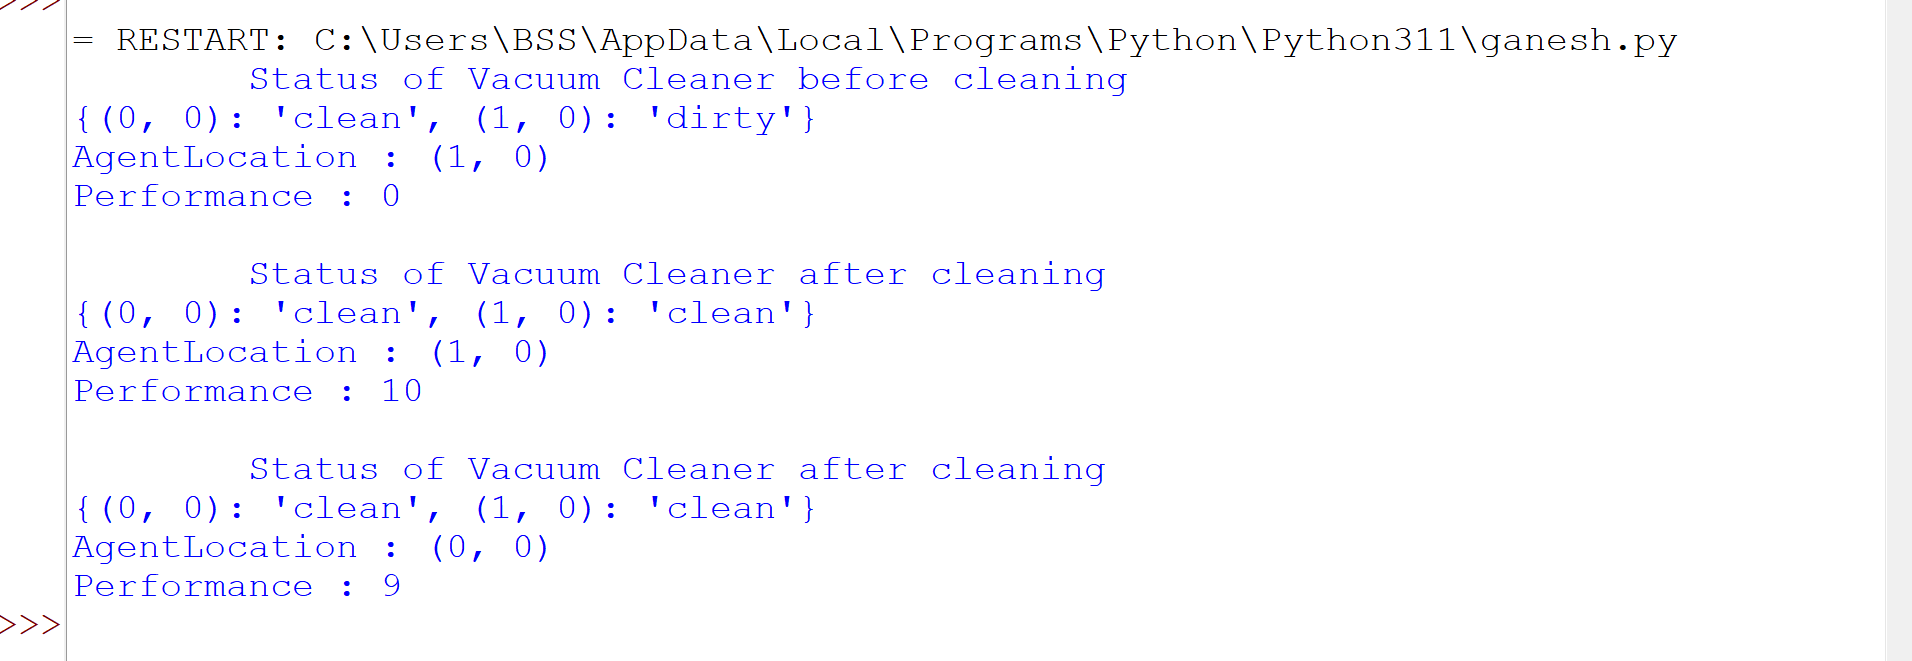 >>>
= RESTART: C:\Users\BSS\AppData\Local\Programs\Python\Python311\ganesh.py
        Status of Vacuum Cleaner before cleaning
{(0, 0): 'clean', (1, 0): 'dirty'}
AgentLocation : (1, 0)
Performance : 0

        Status of Vacuum Cleaner after cleaning
{(0, 0): 'clean', (1, 0): 'clean'}
AgentLocation : (1, 0)
Performance : 10

        Status of Vacuum Cleaner after cleaning
{(0, 0): 'clean', (1, 0): 'clean'}
AgentLocation : (0, 0)
Performance : 9
>>>